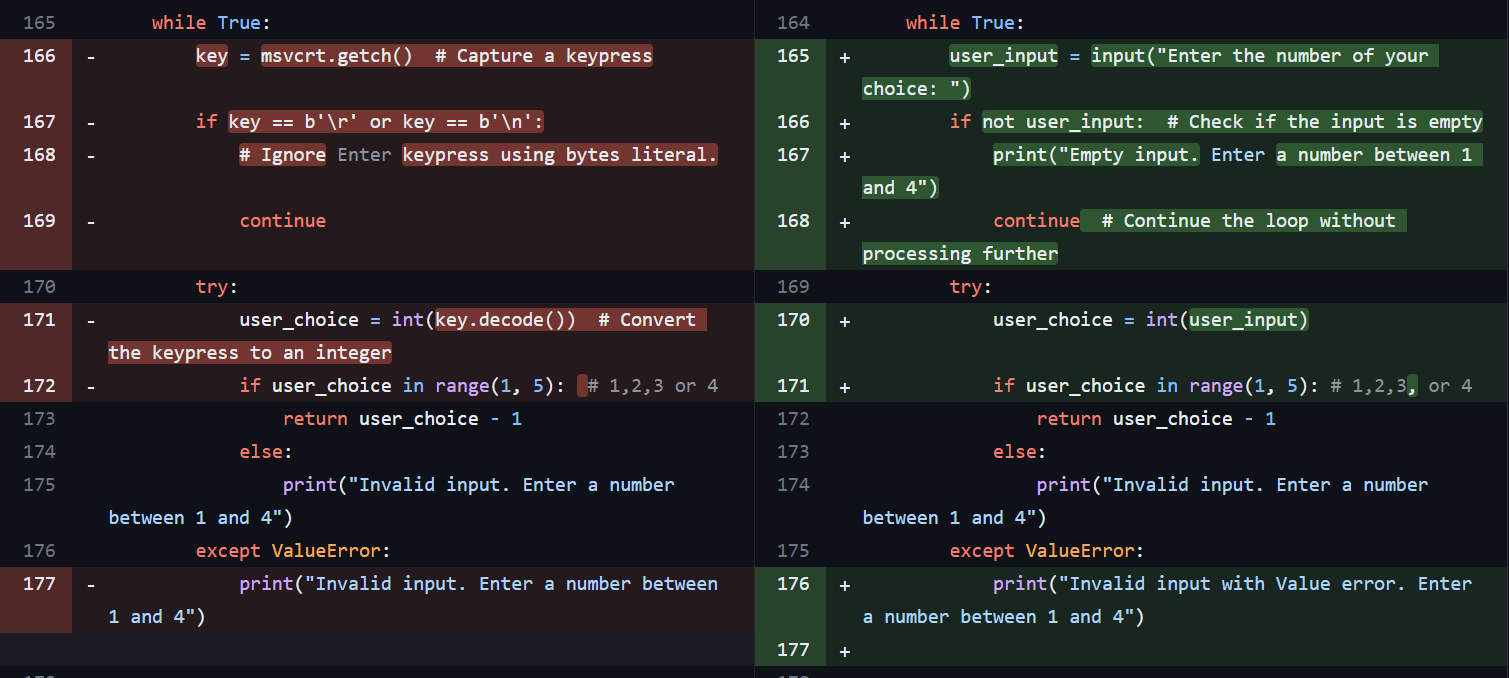 165 while True:
166 - key = msvcrt.getch()  # Capture a keypress
167 - if key == b'\r' or key == b'\n':
168 - # Ignore Enter keypress using bytes literal.
169 - continue
170 try:
171 - user_choice = int(key.decode())  # Convert
the keypress to an integer
172 - if user_choice in range(1, 5):  # 1,2,3 or 4
173 return user_choice - 1
174 else:
175 print("Invalid input. Enter a number
between 1 and 4")
176 except ValueError:
177 - print("Invalid input. Enter a number between
1 and 4")
164 while True:
165 + user_input = input("Enter the number of your
choice: ")
166 + if not user_input:  # Check if the input is empty
167 + print("Empty input. Enter a number between 1
and 4")
168 + continue  # Continue the loop without
processing further
169 try:
170 + user_choice = int(user_input)
171 + if user_choice in range(1, 5): # 1,2,3, or 4
172 return user_choice - 1
173 else:
174 print("Invalid input. Enter a number
between 1 and 4")
175 except ValueError:
176 + print("Invalid input with Value error. Enter
a number between 1 and 4")
177 +